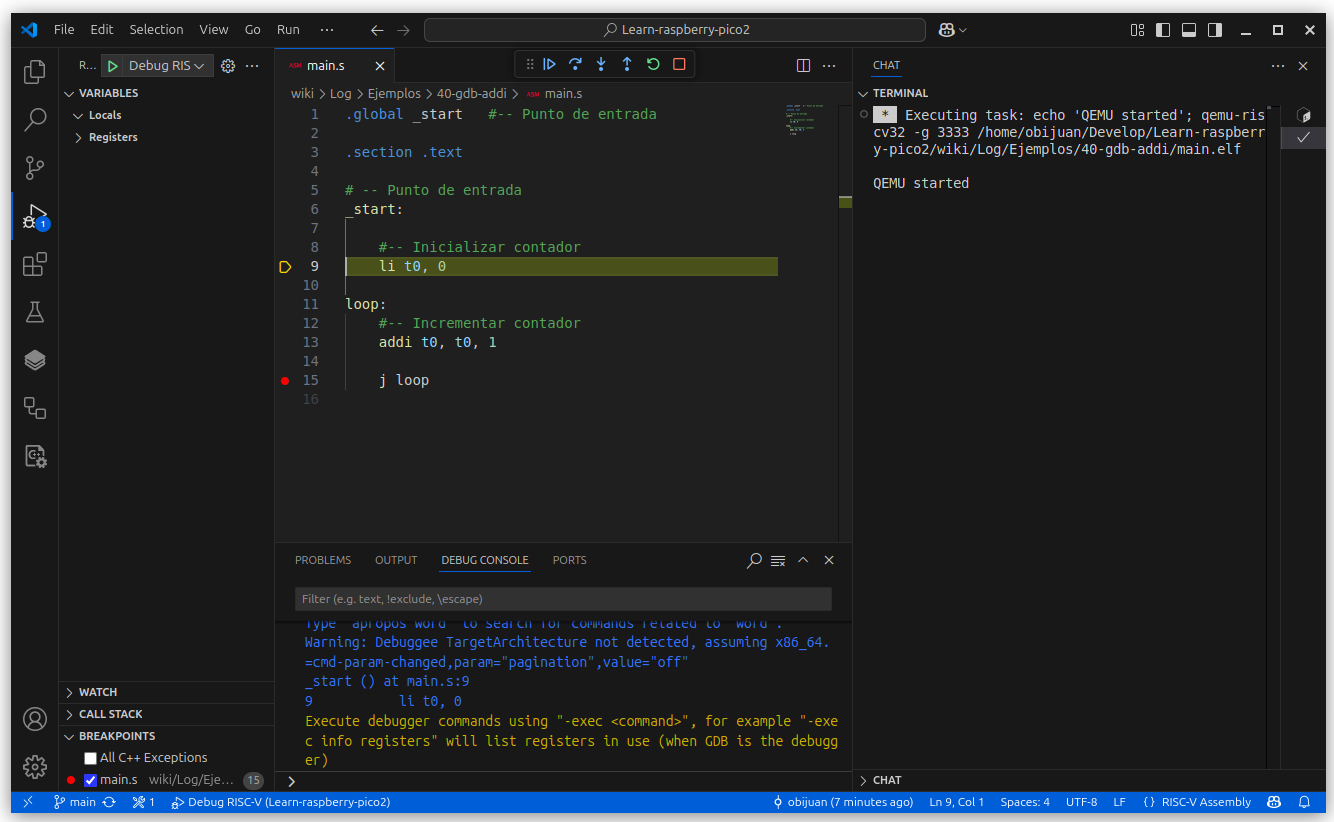 File Edit Selection View Go Run ··· Learn-raspberry-pico2
R... Debug RIS
VARIABLES
Locals
Registers
WATCH
CALL STACK
BREAKPOINTS
All C++ Exceptions
main.s wiki/Log/Eje... 15
1
ASM main.s
wiki > Log > Ejemplos > 40-gdb-addi > ASM main.s
1 .global _start #-- Punto de entrada
2
3 .section .text
4
5 # -- Punto de entrada
6 _start:
7
8 #-- Inicializar contador
9 li t0, 0
10
11 loop:
12 #-- Incrementar contador
13 addi t0, t0, 1
14
15 j loop
16
PROBLEMS OUTPUT DEBUG CONSOLE PORTS
Filter (e.g. text, !exclude, \escape)
Type "apropos word" to search for commands related to "word".
Warning: Debuggee TargetArchitecture not detected, assuming x86_64.
=cmd-param-changed,param="pagination",value="off"
_start () at main.s:9
9 li t0, 0
Execute debugger commands using "-exec <command>", for example "-exe
c info registers" will list registers in use (when GDB is the debugg
er)
>
CHAT
TERMINAL
* Executing task: echo 'QEMU started'; qemu-ris
cv32 -g 3333 /home/obijuan/Develop/Learn-raspberr
y-pico2/wiki/Log/Ejemplos/40-gdb-addi/main.elf
QEMU started
CHAT
main 1 Debug RISC-V (Learn-raspberry-pico2) obijuan (7 minutes ago) Ln 9, Col 1 Spaces: 4 UTF-8 LF {} RISC-V Assembly